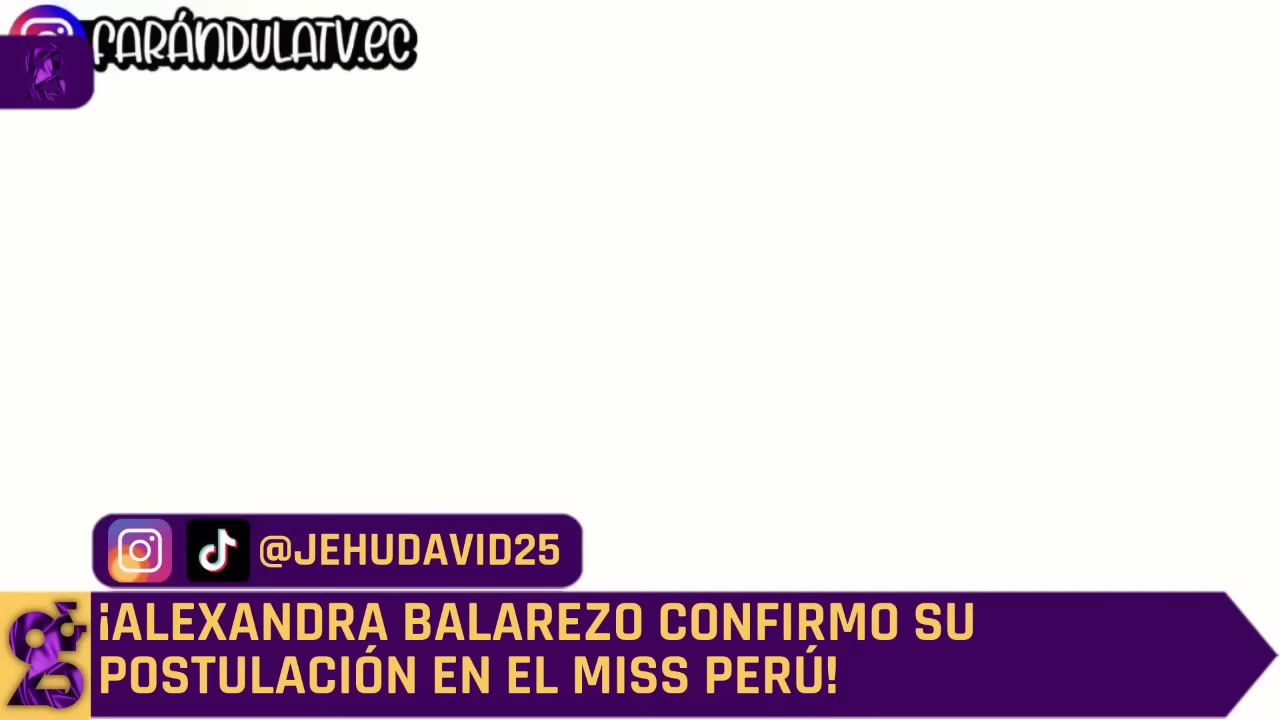 FARÁNDULATV.EC
@JEHUDAVID25
¡ALEXANDRA BALAREZO CONFIRMO SU
POSTULACIÓN EN EL MISS PERÚ!